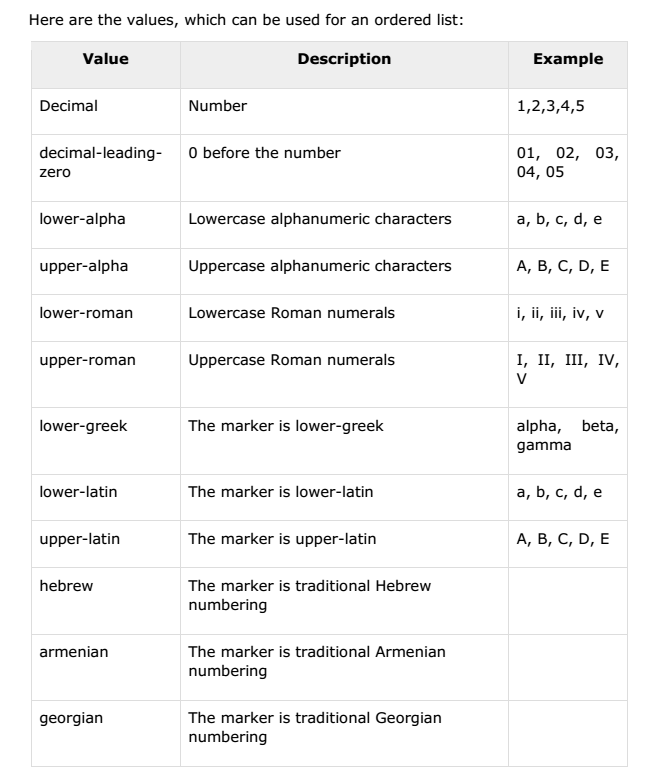 Here are the values, which can be used for an ordered list:
Value Description Example
Decimal Number 1,2,3,4,5
decimal-leading- 0 before the number 01, 02, 03,
zero 04, 05
lower-alpha Lowercase alphanumeric characters a, b, c, d, e
upper-alpha Uppercase alphanumeric characters A, B, C, D, E
lower-roman Lowercase Roman numerals i, ii, iii, iv, v
upper-roman Uppercase Roman numerals I, II, III, IV,
V
lower-greek The marker is lower-greek alpha, beta,
gamma
lower-latin The marker is lower-latin a, b, c, d, e
upper-latin The marker is upper-latin A, B, C, D, E
hebrew The marker is traditional Hebrew
numbering
armenian The marker is traditional Armenian
numbering
georgian The marker is traditional Georgian
numbering